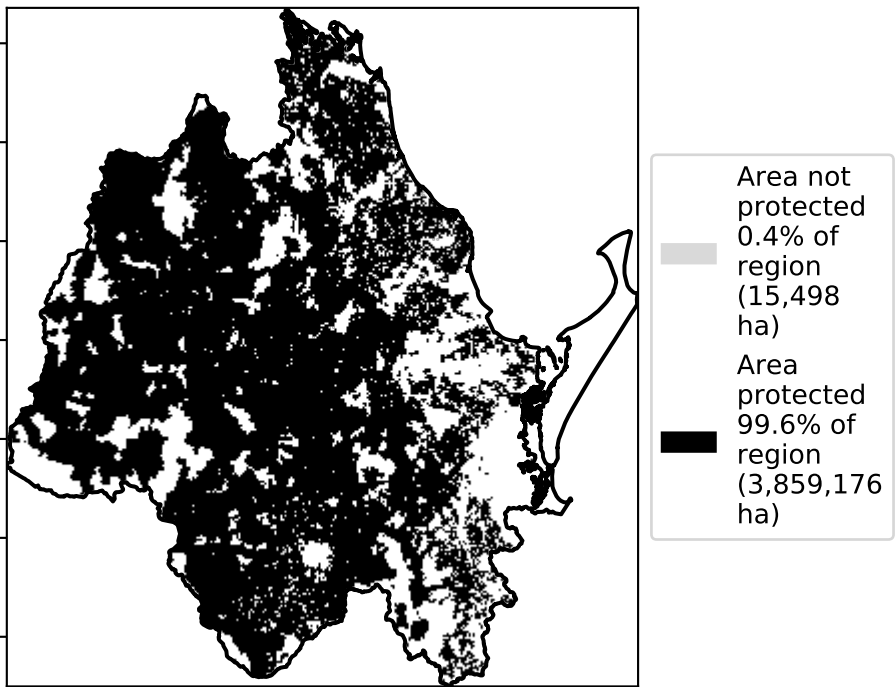 Area not
protected
0.4% of
region
(15,498
ha)
Area
protected
99.6% of
region
(3,859,176
ha)